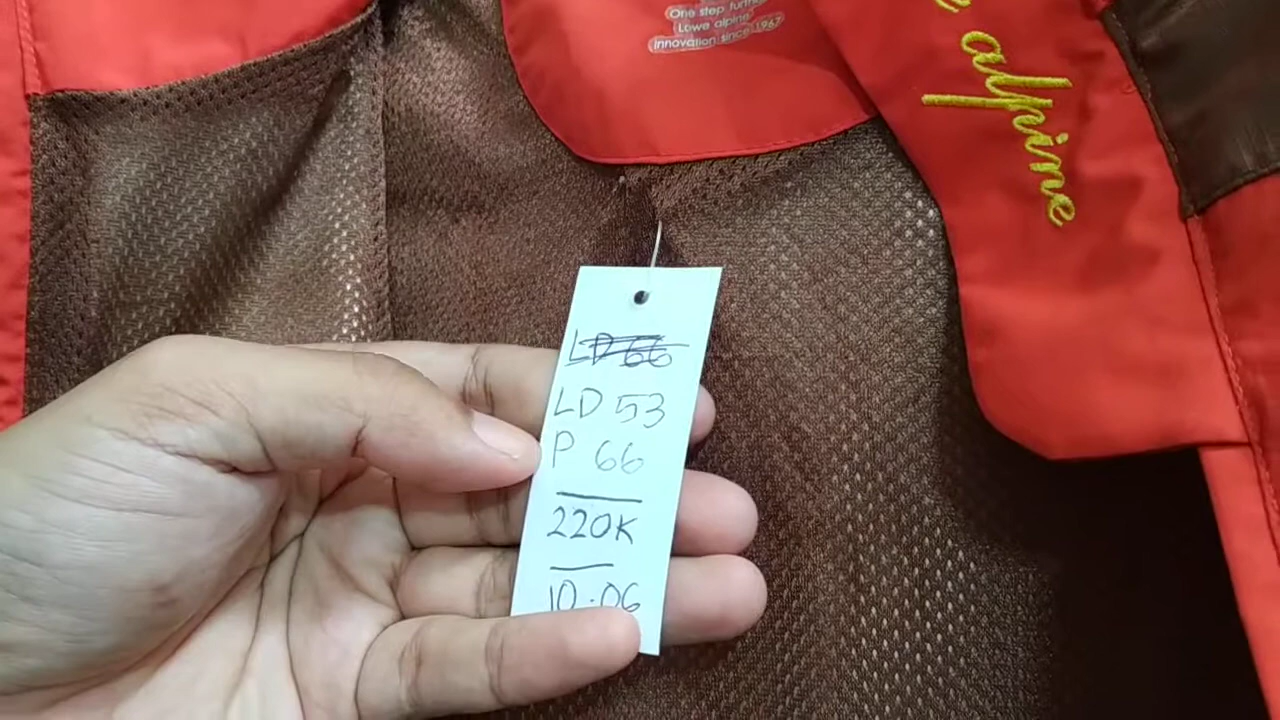 One step furth
Lowe alpine
Innovation since 1967
alpine
LD 66
LD 53
P 66
220K
10.06